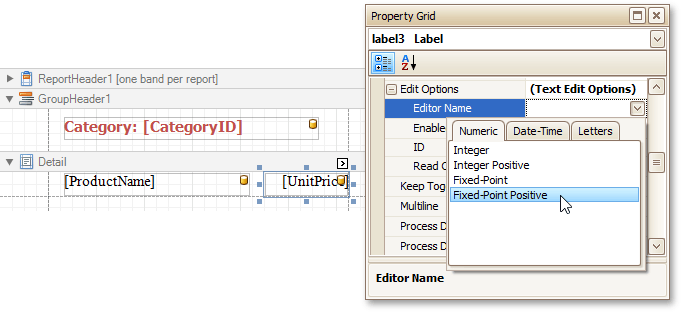 ReportHeader1 [one band per report]
GroupHeader1
Category: [CategoryID]
Detail
[ProductName]
[UnitPrice]
Property Grid
label3 Label
A
Z
Edit Options (Text Edit Options)
Editor Name
Enable
ID
Read O
Keep Tog
Multiline
Process D
Process D
Numeric Date-Time Letters
Integer
Integer Positive
Fixed-Point
Fixed-Point Positive
Editor Name